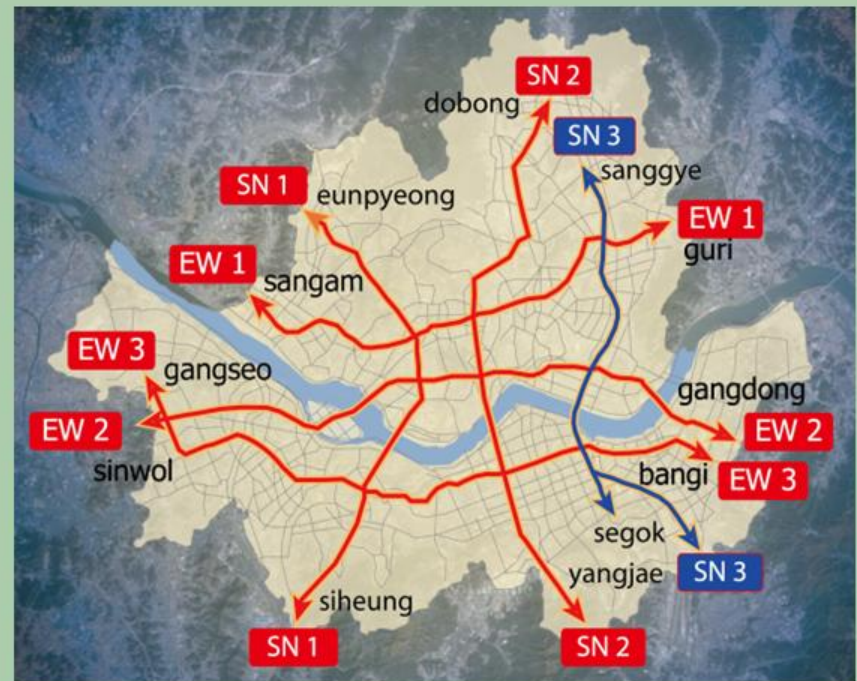 SN 2
dobong
SN 3
sanggye
SN 1
eunpyeong
EW 1
guri
EW 1
sangam
EW 3
gangseo
gangdong
EW 2
EW 2
sinwol
bangi
EW 3
segok
yangjae
SN 3
siheung
SN 1
SN 2